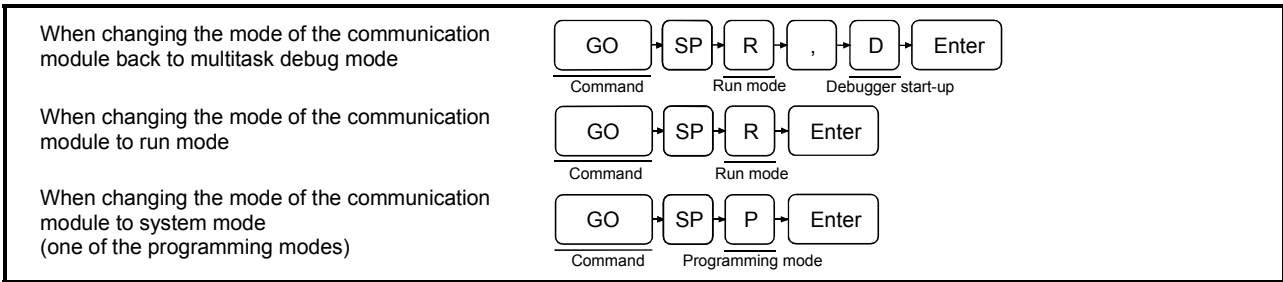 When changing the mode of the communication
module back to multitask debug mode
GO SP R , D Enter
Command Run mode Debugger start-up
When changing the mode of the communication
module to run mode
GO SP R Enter
Command Run mode
When changing the mode of the communication
module to system mode
(one of the programming modes)
GO SP P Enter
Command Programming mode